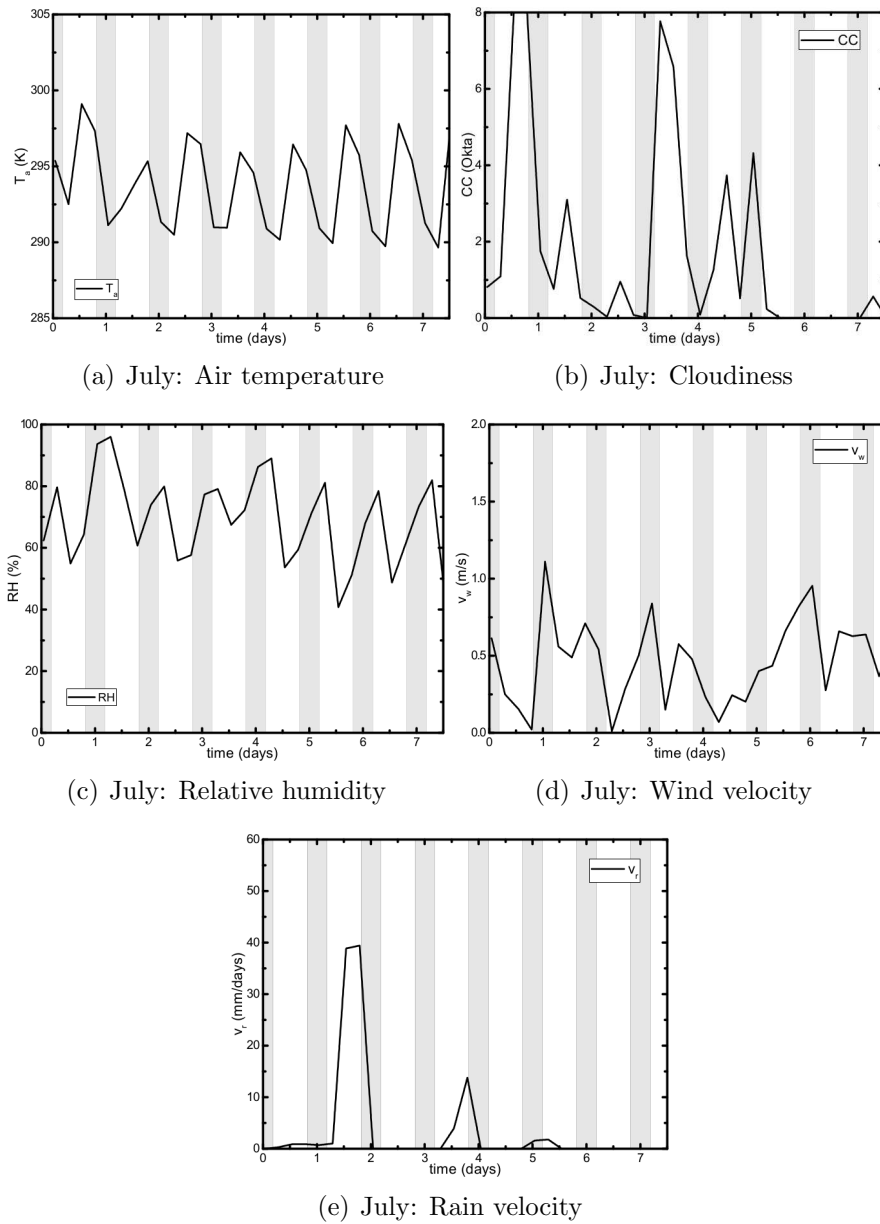 305
300
295
290
285
T_a (K)
T_a
0 1 2 3 4 5 6 7
time (days)
(a) July: Air temperature
8
6
4
2
0
CC (Okta)
CC
0 1 2 3 4 5 6 7
time (days)
(b) July: Cloudiness
100
80
60
40
20
0
RH (%)
RH
0 1 2 3 4 5 6 7
time (days)
(c) July: Relative humidity
2.0
1.5
1.0
0.5
0.0
v_w (m/s)
v_w
0 1 2 3 4 5 6 7
time (days)
(d) July: Wind velocity
60
50
40
30
20
10
0
v_r (mm/days)
v_r
0 1 2 3 4 5 6 7
time (days)
(e) July: Rain velocity